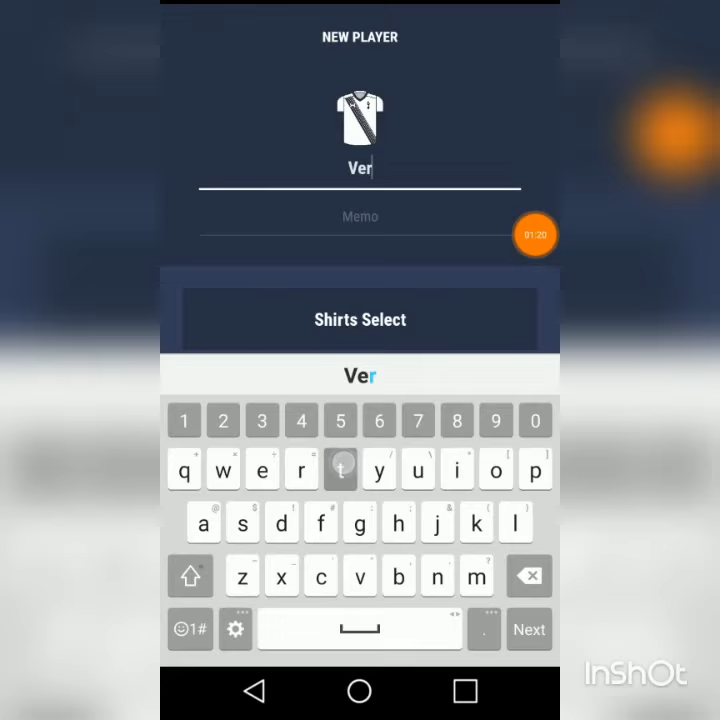 NEW PLAYER
Ver
Memo
01:20
Shirts Select
Ver
1 2 3 4 5 6 7 8 9 0
q w e r t y u i o p
a s d f g h j k l
z x c v b n m
1# . Next
InShOt